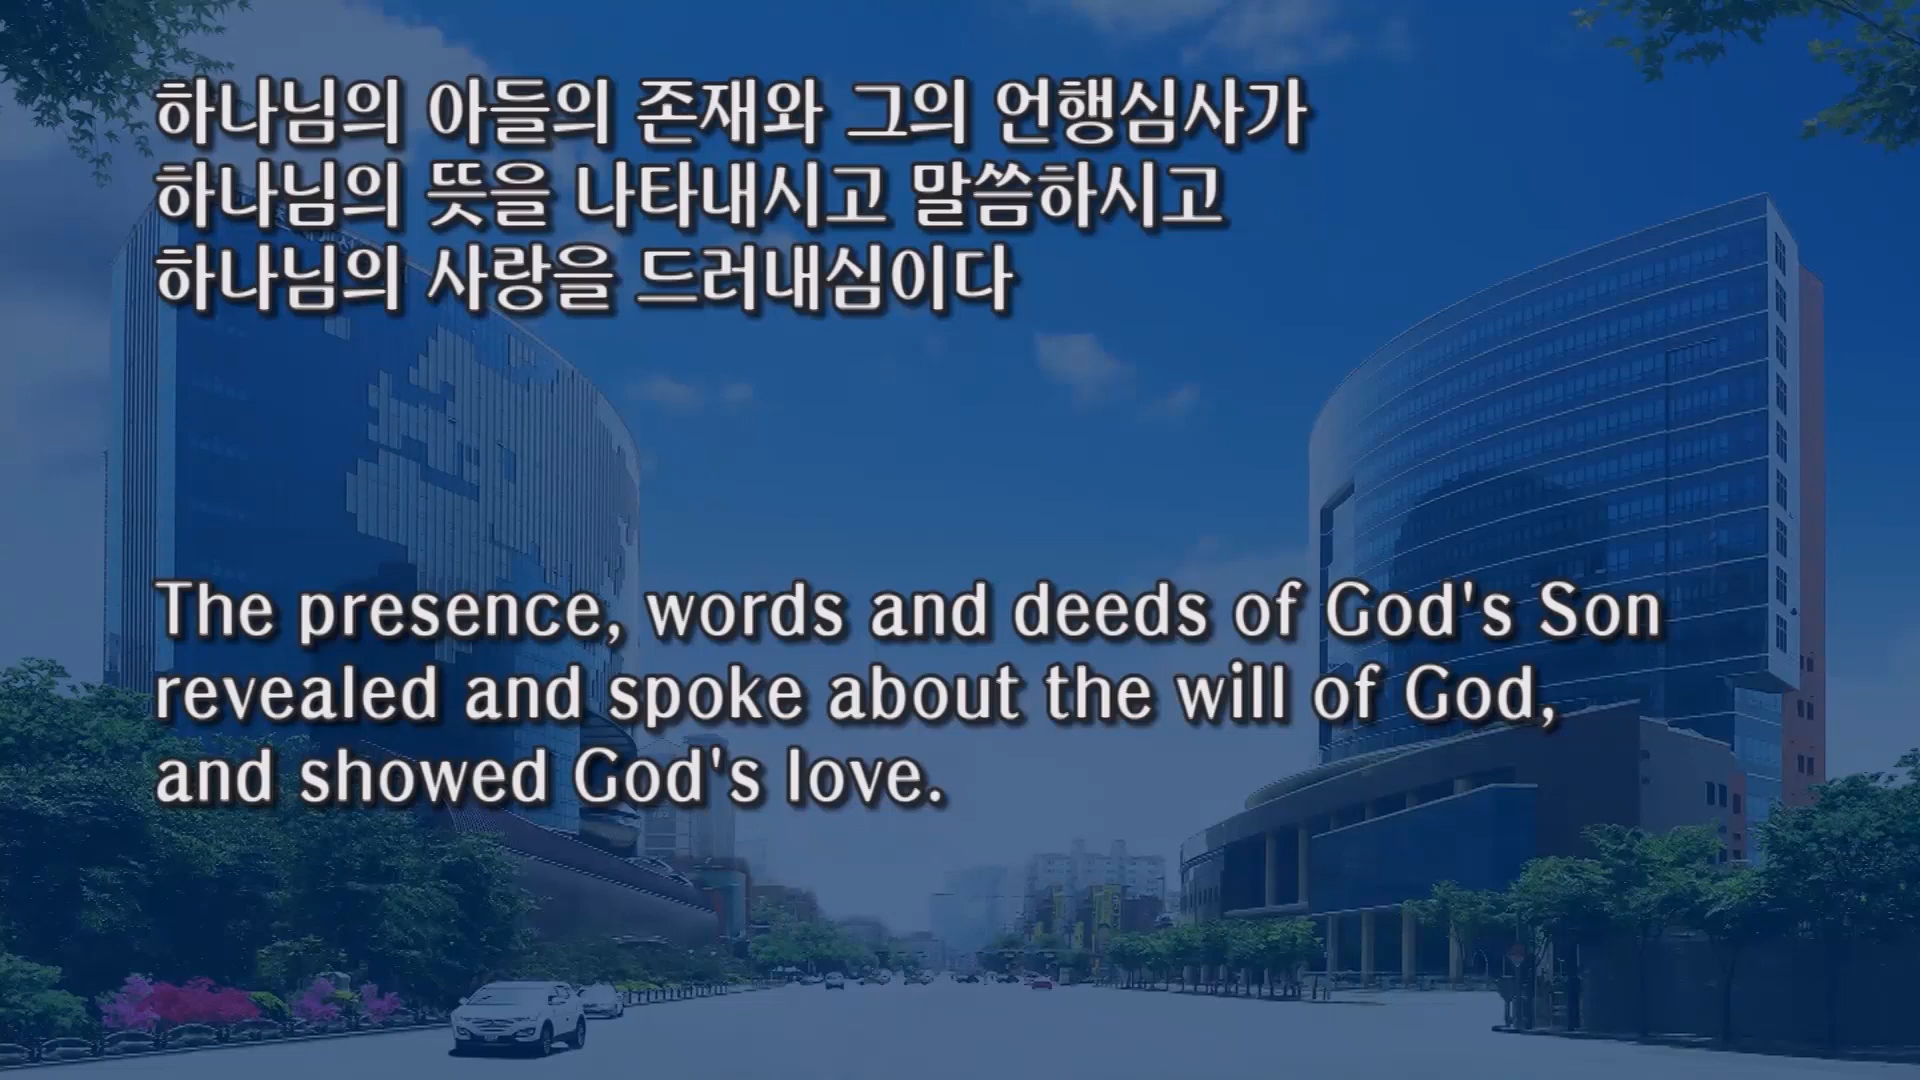 하나님의 아들의 존재와 그의 언행심사가
하나님의 뜻을 나타내시고 말씀하시고
하나님의 사랑을 드러내심이다
The presence, words and deeds of God's Son
revealed and spoke about the will of God,
and showed God's love.